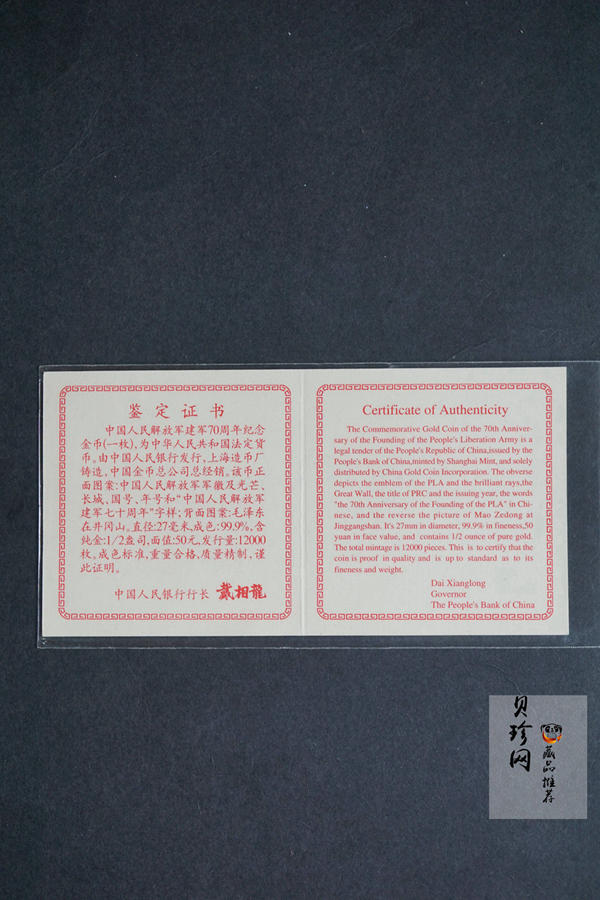 鉴定证书
中国人民解放军建军70周年纪念
金币(一枚),为中华人民共和国法定货
币。由中国人民银行发行,上海造币厂
铸造,中国金币总公司总经销。该币正
面图案:中国人民解放军军徽及光芒、
长城、国号、年号和“中国人民解放军
建军七十周年”字样;背面图案:毛泽东
在井冈山。直径:27毫米,成色:99.9%,含
纯金:1/2盎司,面值:50元,发行量:12000
枚。成色标准,重量合格,质量精制,谨
此证明。
中国人民银行行长 戴相龍
Certificate of Authenticity
The Commemorative Gold Coin of the 70th Anniver-
sary of the Founding of the People's Liberation Army is a
legal tender of the People's Republic of China,issued by the
People's Bank of China,minted by Shanghai Mint, and solely
distributed by China Gold Coin Incorporation. The obverse
depicts the emblem of the PLA and the brilliant rays,the
Great Wall, the title of PRC and the issuing year, the words
"the 70th Anniversary of the Founding of the PLA" in Chi-
nese, and the reverse the picture of Mao Zedong at
Jinggangshan. It's 27mm in diameter, 99.9% in fineness,50
yuan in face value, and contains 1/2 ounce of pure gold.
The total mintage is 12000 pieces. This is to certify that the
coin is proof in quality and is up to standard as to its
fineness and weight.
Dai Xianglong
Governor
The People's Bank of China
贝珍网
藏品推荐